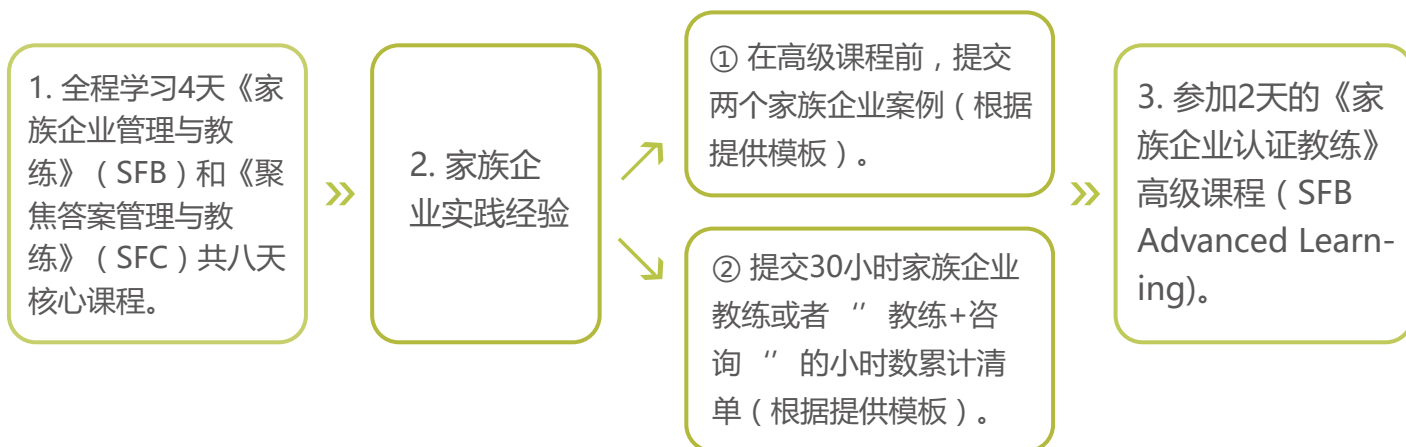 1. 全程学习4天《家
族企业管理与教
练》（SFB）和《聚
焦答案管理与教
练》（SFC）共八天
核心课程。
»
2. 家族企
业实践经验
① 在高级课程前，提交
两个家族企业案例（根据
提供模板）。
② 提交30小时家族企业
教练或者 “ 教练+咨
询 ” 的小时数累计清
单（根据提供模板）。
»
3. 参加2天的《家
族企业认证教练》
高级课程（SFB
Advanced Learn-
ing)。